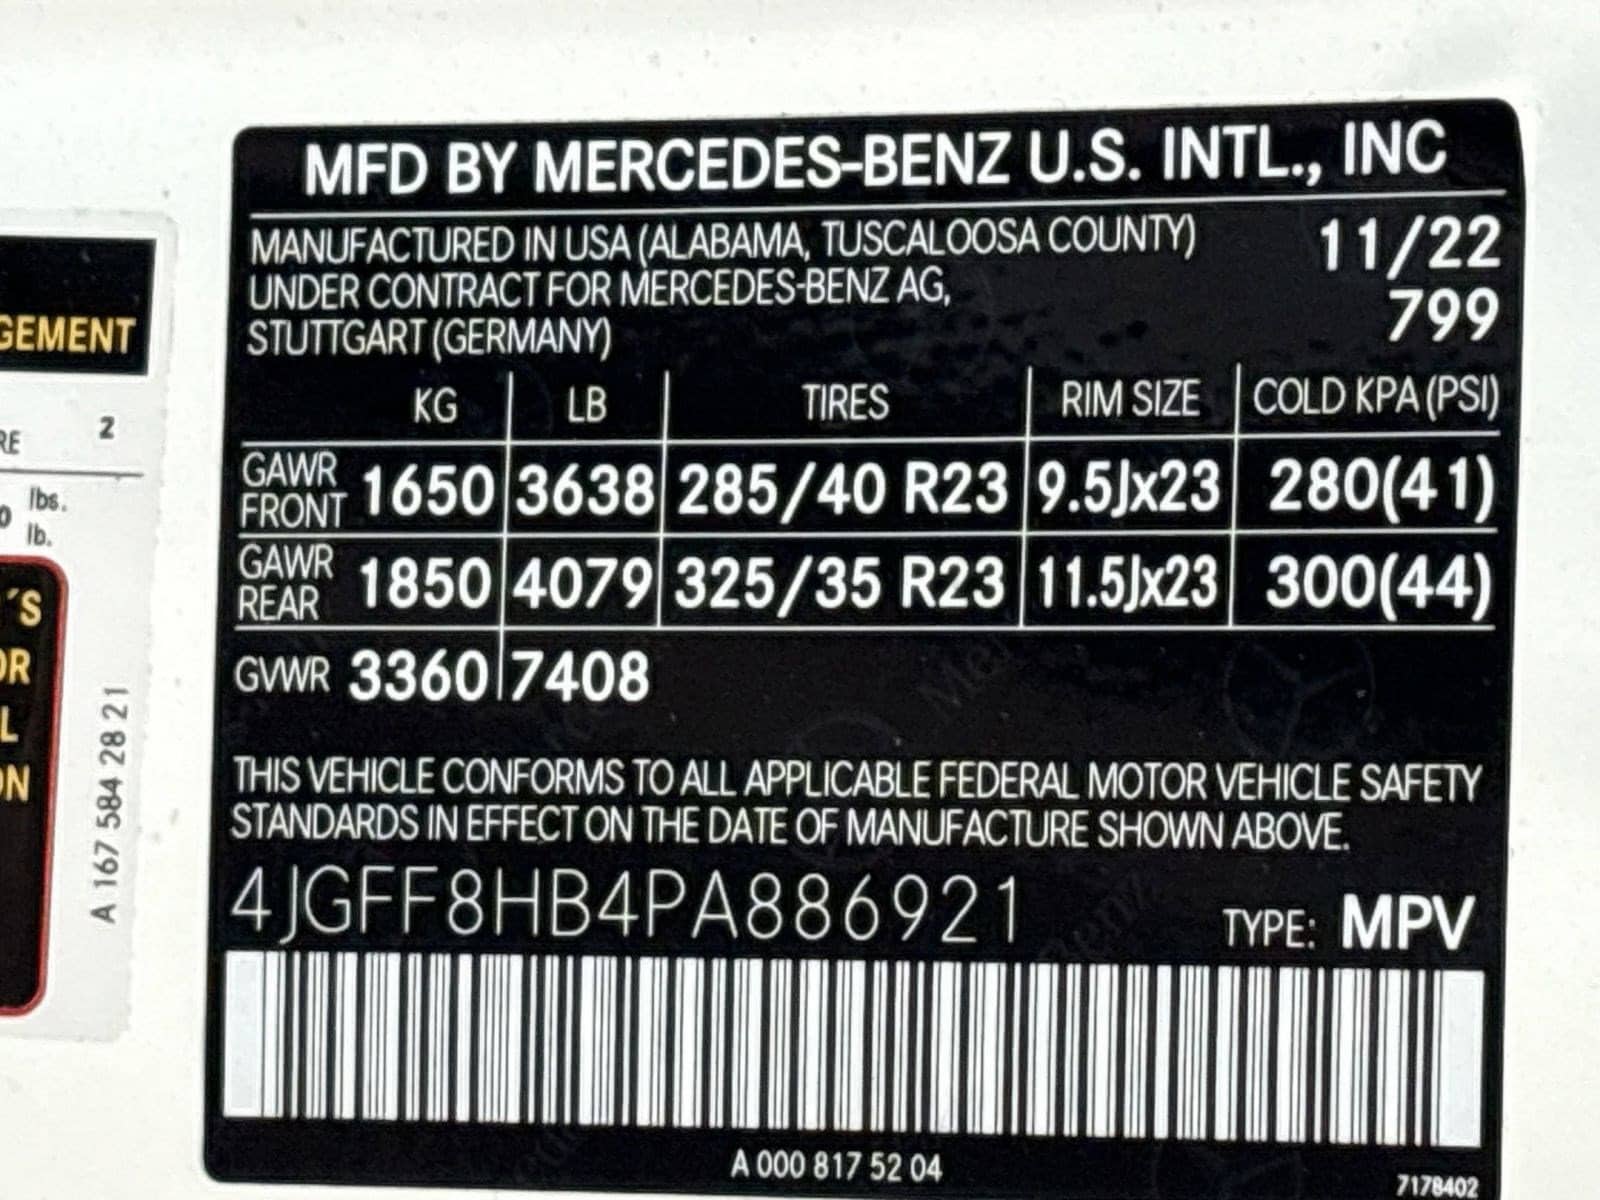 MFD BY MERCEDES-BENZ U.S. INTL., INC
MANUFACTURED IN USA (ALABAMA, TUSCALOOSA COUNTY) 11/22
UNDER CONTRACT FOR MERCEDES-BENZ AG, 799
STUTTGART (GERMANY)
KG LB TIRES RIM SIZE COLD KPA (PSI)
GAWR FRONT 1650 3638 285/40 R23 9.5Jx23 280(41)
GAWR REAR 1850 4079 325/35 R23 11.5Jx23 300(44)
GVWR 3360 7408
THIS VEHICLE CONFORMS TO ALL APPLICABLE FEDERAL MOTOR VEHICLE SAFETY
STANDARDS IN EFFECT ON THE DATE OF MANUFACTURE SHOWN ABOVE.
4JGFF8HB4PA886921 TYPE: MPV
A 000 817 52 04
7178402
GEMENT
RE 2
0 lbs.
lb.
´S
OR
L
ON
A 167 584 28 21